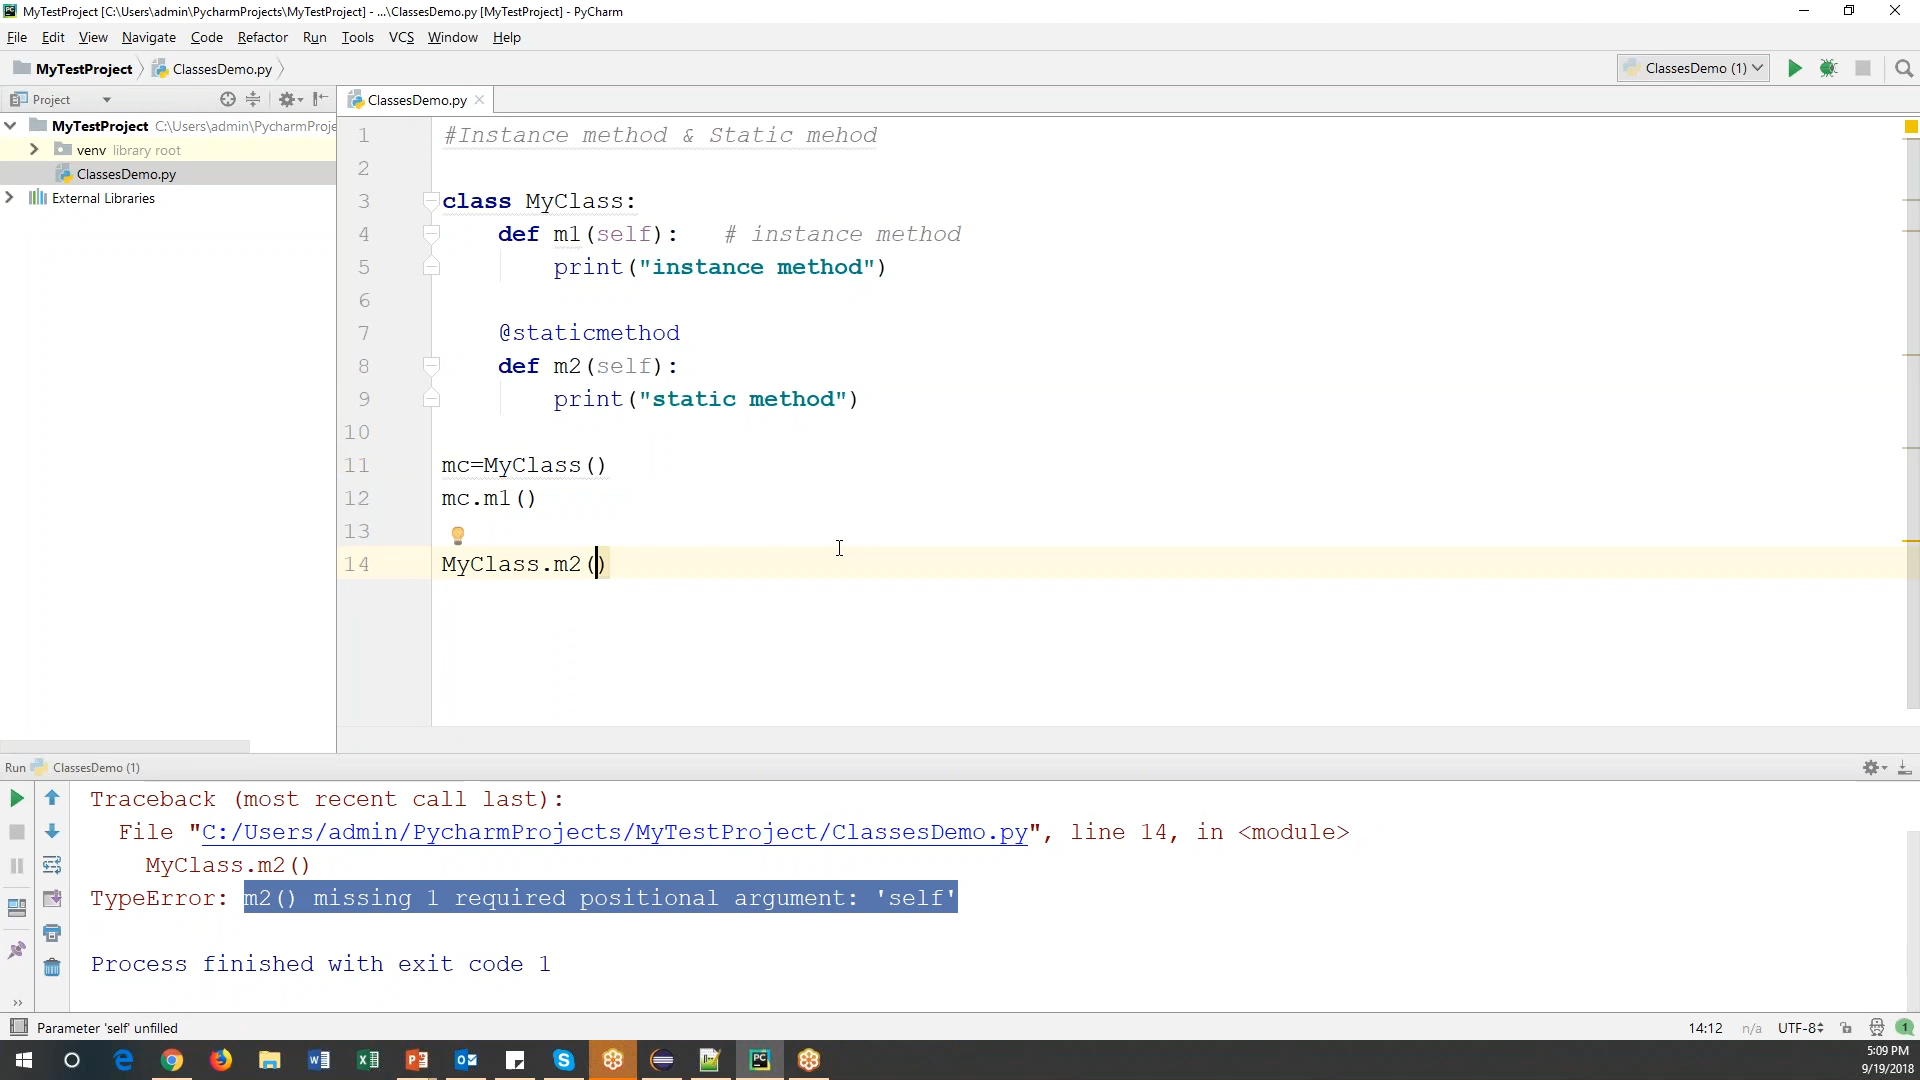 MyTestProject [C:\Users\admin\PycharmProjects\MyTestProject] - ...\ClassesDemo.py [MyTestProject] - PyCharm
File Edit View Navigate Code Refactor Run Tools VCS Window Help
MyTestProject ClassesDemo.py ClassesDemo (1)
Project ClassesDemo.py
MyTestProject C:\Users\admin\PycharmProje
venv library root
ClassesDemo.py
External Libraries
1 #Instance method & Static mehod
2
3 class MyClass:
4 def m1(self): # instance method
5 print("instance method")
6
7 @staticmethod
8 def m2(self):
9 print("static method")
10
11 mc=MyClass()
12 mc.m1()
13
14 MyClass.m2()
Run ClassesDemo (1)
Traceback (most recent call last):
File "C:/Users/admin/PycharmProjects/MyTestProject/ClassesDemo.py", line 14, in <module>
MyClass.m2()
TypeError: m2() missing 1 required positional argument: 'self'
Process finished with exit code 1
Parameter 'self' unfilled 14:12 n/a UTF-8 1
5:09 PM
9/19/2018